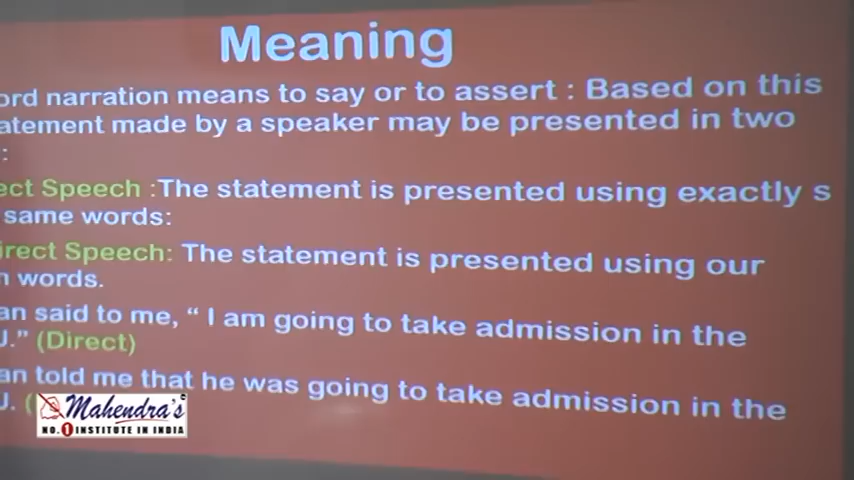 Meaning
ord narration means to say or to assert : Based on this
atement made by a speaker may be presented in two
:
ect Speech :The statement is presented using exactly s
same words:
irect Speech: The statement is presented using our
n words.
an said to me, “ I am going to take admission in the
J.” (Direct)
an told me that he was going to take admission in the
J. (
Mahendra's
NO.1 INSTITUTE IN INDIA